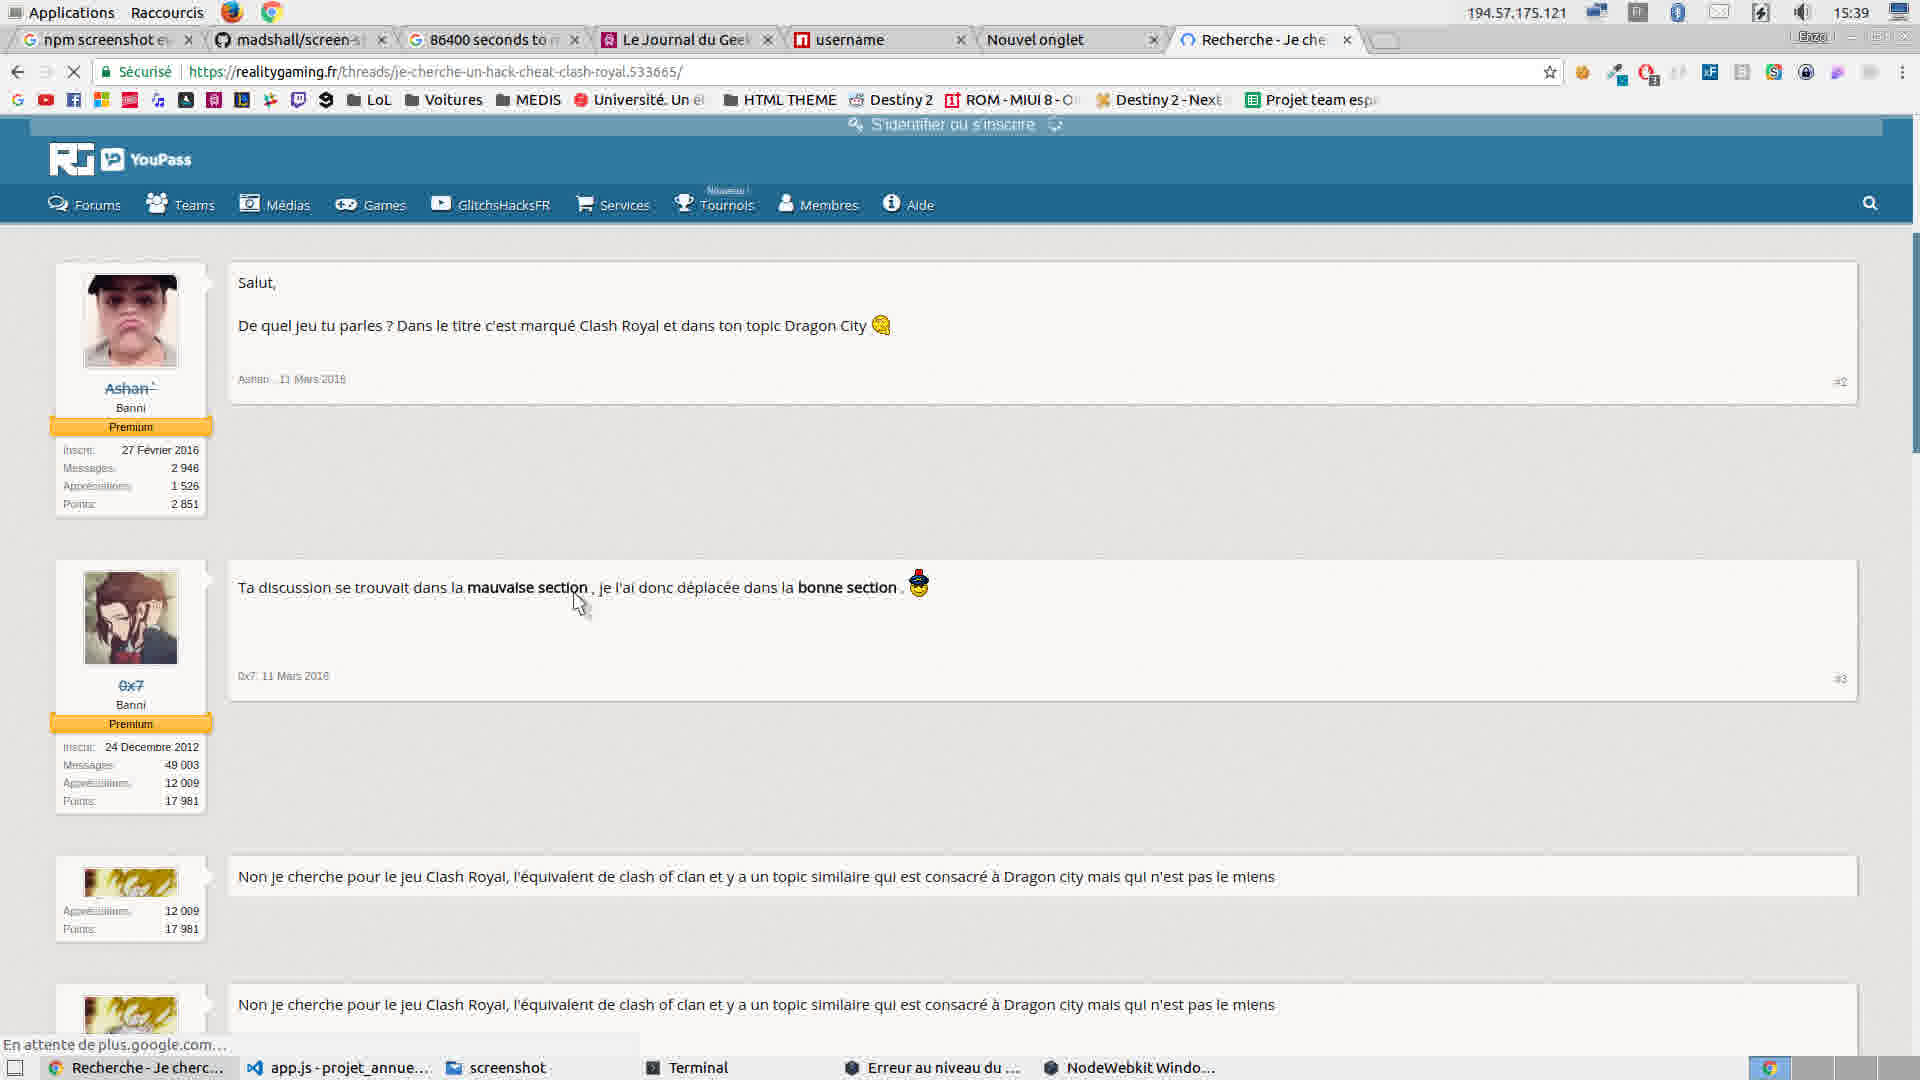 Applications Raccourcis 194.57.175.121 Fr 15:39
npm screenshot ev madshall/screen-s 86400 seconds to m Le Journal du Geek username Nouvel onglet Recherche - Je che Enzo
Sécurisé https://realitygaming.fr/threads/je-cherche-un-hack-cheat-clash-royal.533665/
LoL Voitures MEDIS Université. Un él HTML THEME Destiny 2 ROM - MIUI 8 - O Destiny 2 - Next Projet team esp
S'identifier ou s'inscrire
YouPass
Nouveau !
Forums Teams Médias Games GlitchsHacksFR Services Tournois Membres Aide
Salut,
De quel jeu tu parles ? Dans le titre c'est marqué Clash Royal et dans ton topic Dragon City
Ashan `, 11 Mars 2016 #2
Ashan `
Banni
Premium
Inscrit: 27 Février 2016
Messages: 2 946
Appréciations: 1 526
Points: 2 851
Ta discussion se trouvait dans la mauvaise section , je l'ai donc déplacée dans la bonne section .
0x7, 11 Mars 2016 #3
0x7
Banni
Premium
Inscrit: 24 Décembre 2012
Messages: 49 003
Appréciations: 12 009
Points: 17 981
Non je cherche pour le jeu Clash Royal, l'équivalent de clash of clan et y a un topic similaire qui est consacré à Dragon city mais qui n'est pas le miens
Appréciations: 12 009
Points: 17 981
Non je cherche pour le jeu Clash Royal, l'équivalent de clash of clan et y a un topic similaire qui est consacré à Dragon city mais qui n'est pas le miens
En attente de plus.google.com...
Recherche - Je cherc... app.js - projet_annue... screenshot Terminal Erreur au niveau du ... NodeWebkit Windo...